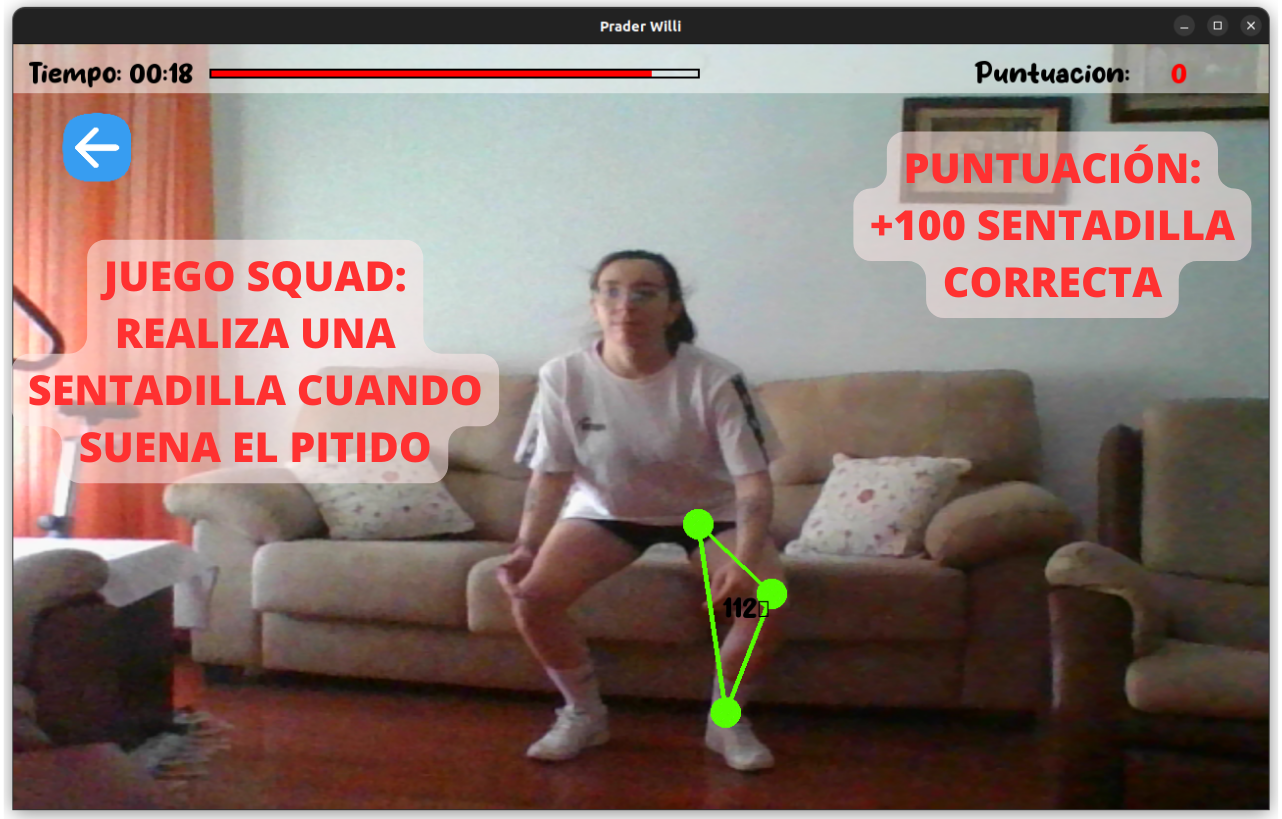 Prader Willi
Tiempo: 00:18
Puntuacion: 0
PUNTUACIÓN:
+100 SENTADILLA
CORRECTA
JUEGO SQUAD:
REALIZA UNA
SENTADILLA CUANDO
SUENA EL PITIDO
112